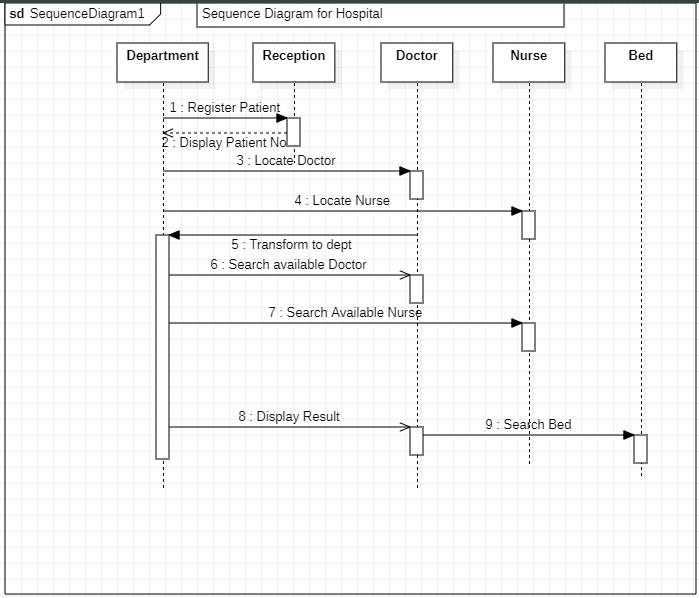 sd SequenceDiagram1
Sequence Diagram for Hospital
Department
Reception
Doctor
Nurse
Bed
1 : Register Patient
2 : Display Patient No
3 : Locate Doctor
4 : Locate Nurse
5 : Transform to dept
6 : Search available Doctor
7 : Search Available Nurse
8 : Display Result
9 : Search Bed